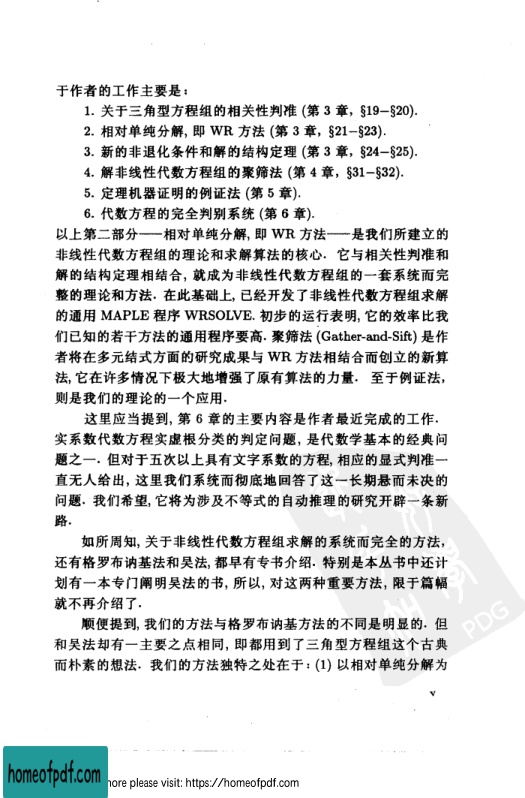 于作者的工作主要是：
1. 关于三角型方程组的相关性判准 (第 3 章, §19–§20).
2. 相对单纯分解, 即 WR 方法 (第 3 章, §21–§23).
3. 新的非退化条件和解的结构定理 (第 3 章, §24–§25).
4. 解非线性代数方程组的聚筛法 (第 4 章, §31–§32).
5. 定理机器证明的例证法 (第 5 章).
6. 代数方程的完全判别系统 (第 6 章).
以上第二部分——相对单纯分解, 即 WR 方法——是我们所建立的
非线性代数方程组的理论和求解算法的核心. 它与相关性判准和
解的结构定理相结合, 就成为非线性代数方程组的一套系统而完
整的理论和方法. 在此基础上, 已经开发了非线性代数方程组求解
的通用 MAPLE 程序 WRSOLVE. 初步的运行表明, 它的效率比我
们已知的若干方法的通用程序要高. 聚筛法 (Gather-and-Sift) 是作
者将在多元结式方面的研究成果与 WR 方法相结合而创立的新算
法, 它在许多情况下极大地增强了原有算法的力量. 至于例证法,
则是我们的理论的一个应用.
这里应当提到, 第 6 章的主要内容是作者最近完成的工作.
实系数代数方程实虚根分类的判定问题, 是代数学基本的经典问
题之一. 但对于五次以上具有文字系数的方程, 相应的显式判准一
直无人给出, 这里我们系统而彻底地回答了这一长期悬而未决的
问题. 我们希望, 它将为涉及不等式的自动推理的研究开辟一条新
路.
如所周知, 关于非线性代数方程组求解的系统而完全的方法,
还有格罗布讷基法和吴法, 都早有专书介绍. 特别是本丛书中还计
划有一本专门阐明吴法的书, 所以, 对这两种重要方法, 限于篇幅
就不再介绍了.
顺便提到, 我们的方法与格罗布讷基方法的不同是明显的. 但
和吴法却有一主要之点相同, 即都用到了三角型方程组这个古典
而朴素的想法. 我们的方法独特之处在于: (1) 以相对单纯分解为
v
PDG
homeofpdf.com
more please visit: https://homeofpdf.com